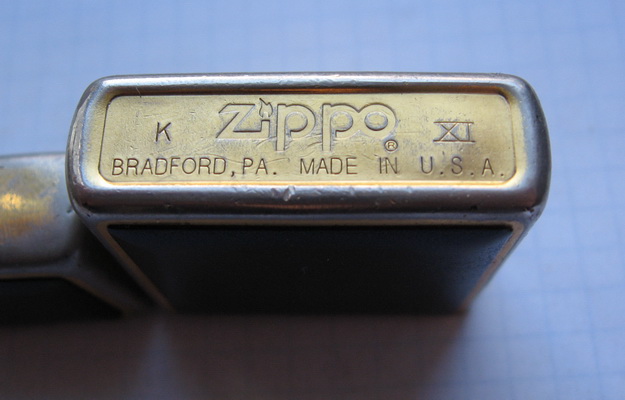 K Zippo® XI
BRADFORD, PA. MADE IN U.S.A.